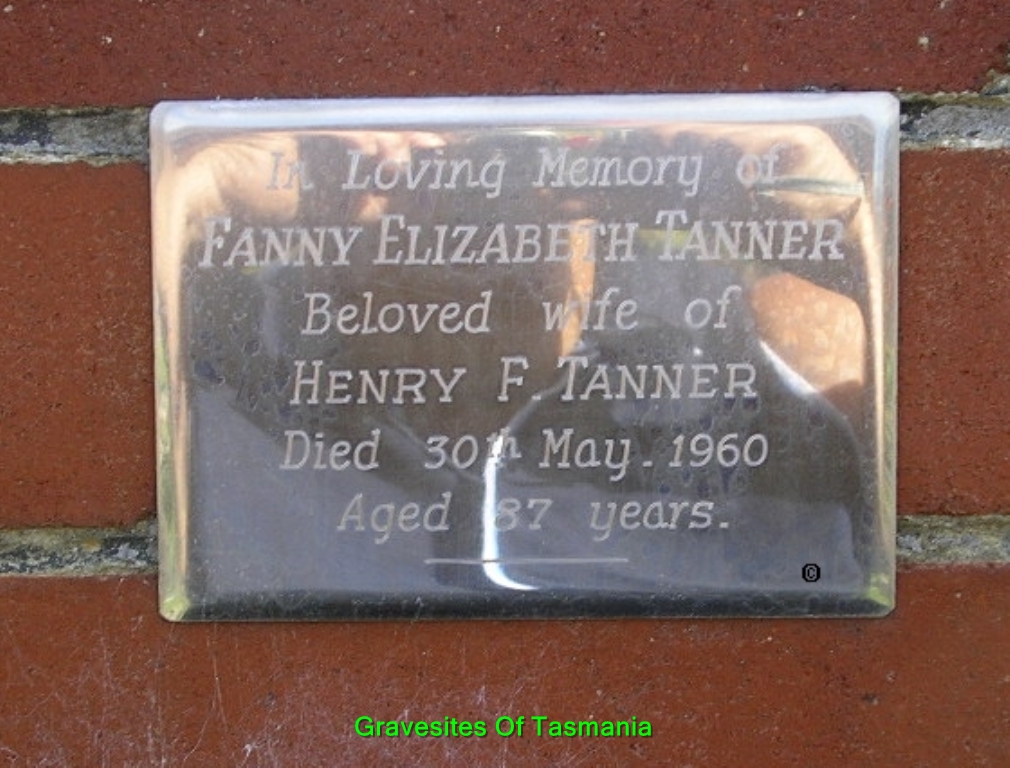 In Loving Memory of
FANNY ELIZABETH TANNER
Beloved wife of
HENRY F. TANNER
Died 30th May. 1960
Aged 87 years.
©
Gravesites Of Tasmania